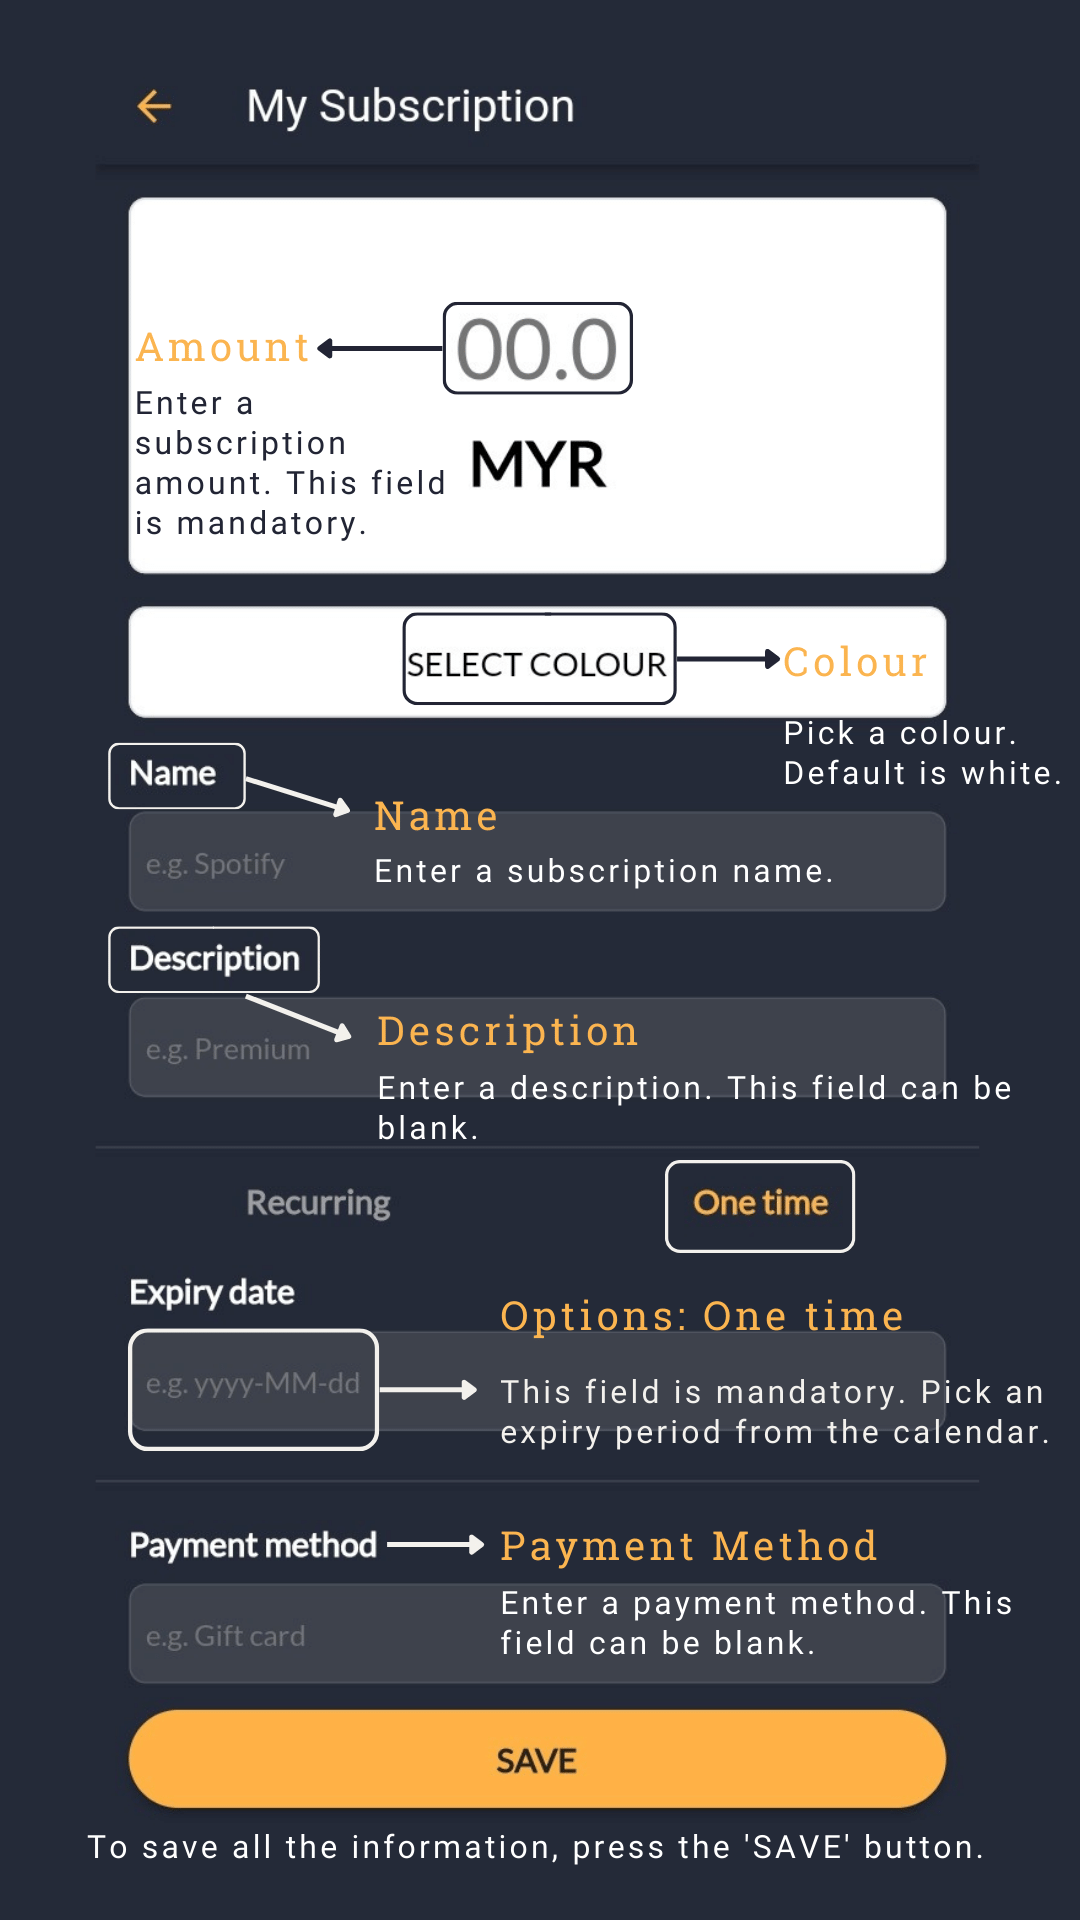 My Subscription
00.0
Amount
Enter a
subscription
amount. This field
is mandatory.
MYR
SELECT COLOUR
Colour
Pick a colour.
Default is white.
Name
Name
e.g. Spotify
Enter a subscription name.
Description
Description
e.g. Premium
Enter a description. This field can be
blank.
Recurring
One time
Expiry date
Options: One time
e.g. yyyy-MM-dd
This field is mandatory. Pick an
expiry period from the calendar.
Payment method
Payment Method
e.g. Gift card
Enter a payment method. This
field can be blank.
SAVE
To save all the information, press the 'SAVE' button.